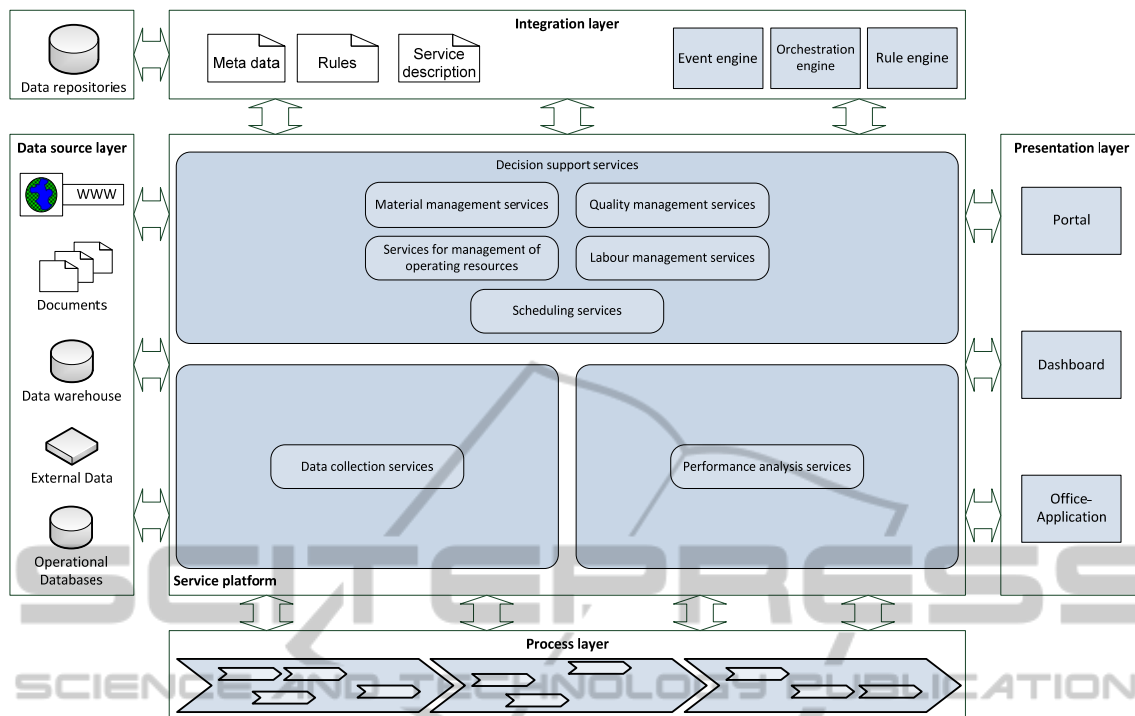 Integration layer
Data repositories
Meta data
Rules
Service
description
Event engine
Orchestration
engine
Rule engine
Data source layer
WWW
Documents
Data warehouse
External Data
Operational
Databases
Decision support services
Material management services
Quality management services
Services for management of
operating resources
Labour management services
Scheduling services
Data collection services
Performance analysis services
Service platform
Presentation layer
Portal
Dashboard
Office-
Application
Process layer
SCITEPRESS
SCIENCE AND TECHNOLOGY PUBLICATIONS